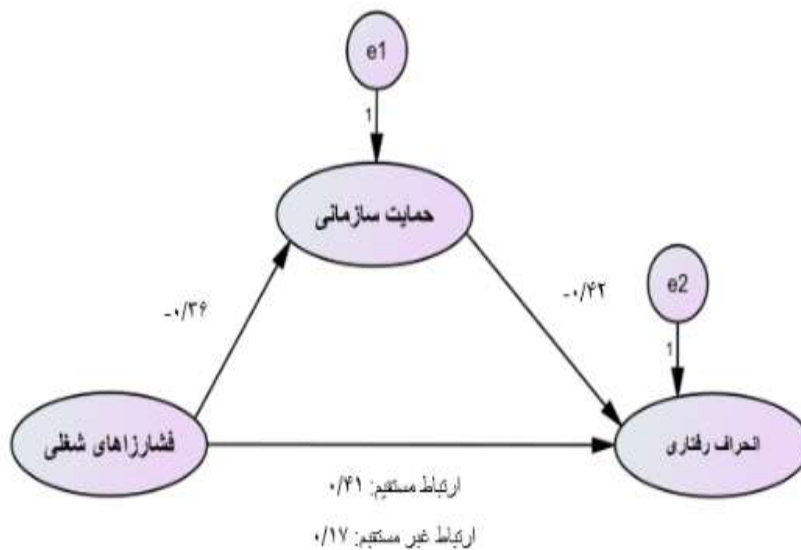 e1
1
حمایت سازمانی
-۰/۳۶
-۰/۴۲
e2
1
فشارزاهای شغلی
انحراف رفتاری
ارتباط مستقیم: ۰/۴۱
ارتباط غیر مستقیم: ۰/۱۷